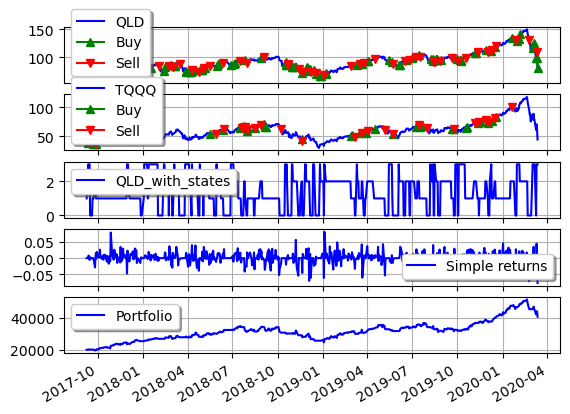 QLD
Buy
Sell
150
100
TQQQ
Buy
Sell
100
50
QLD_with_states
2
0
Simple returns
0.05
0.00
−0.05
Portfolio
40000
20000
2017-10
2018-01
2018-04
2018-07
2018-10
2019-01
2019-04
2019-07
2019-10
2020-01
2020-04